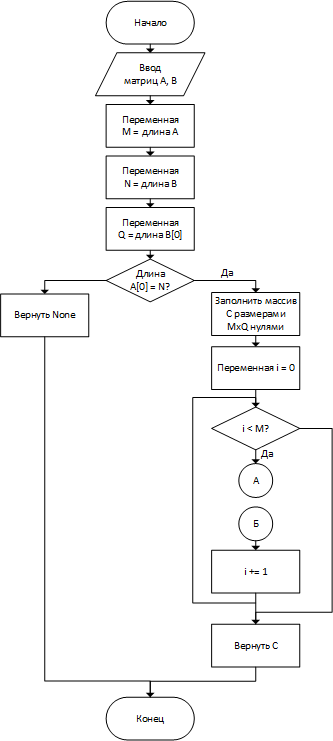 Начало
Ввод
матриц A, B
Переменная
M = длина A
Переменная
N = длина B
Переменная
Q = длина B[0]
Длина
A[0] = N?
Да
Вернуть None
Заполнить массив
C размерами
MxQ нулями
Переменная i = 0
i < M?
Да
А
Б
i += 1
Вернуть C
Конец